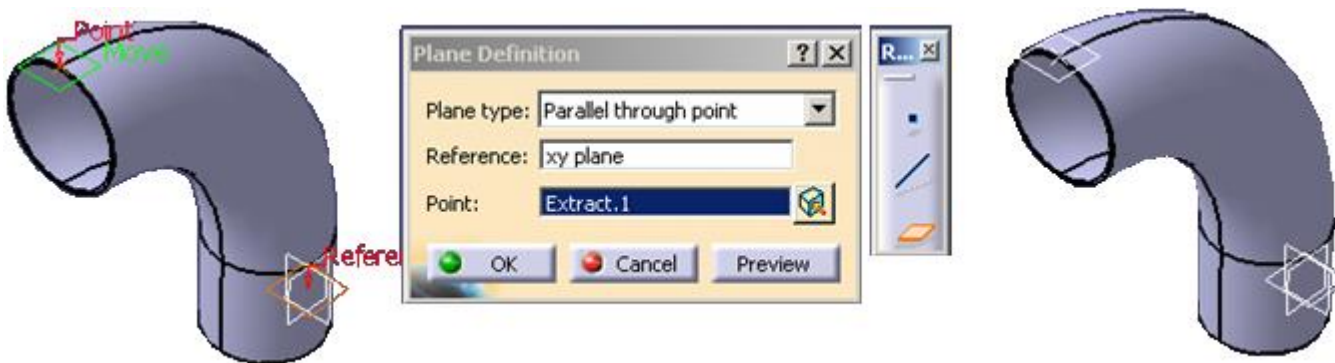 Point
Move
Referen
Plane Definition
Plane type: Parallel through point
Reference: xy plane
Point: Extract.1
OK Cancel Preview
R...